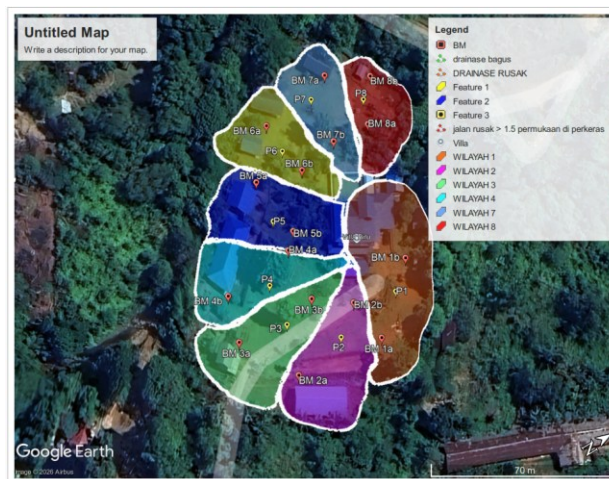 Untitled Map
Write a description for your map.
Legend
BM
drainase bagus
DRAINASE RUSAK
Feature 1
Feature 2
Feature 3
jalan rusak > 1.5 permukaan di perkeras
Villa
WILAYAH 1
WILAYAH 2
WILAYAH 3
WILAYAH 4
WILAYAH 7
WILAYAH 8
BM 7a
BM 8a
P7
P8
BM 6a
BM 8a
BM 7b
P6
BM 6b
BM 5a
P5
BM 5b
BM 4a
BM 1b
P4
P1
BM 4b
BM 3b
BM 2b
P3
P2
BM 1a
BM 3a
BM 2a
Google Earth
70 m